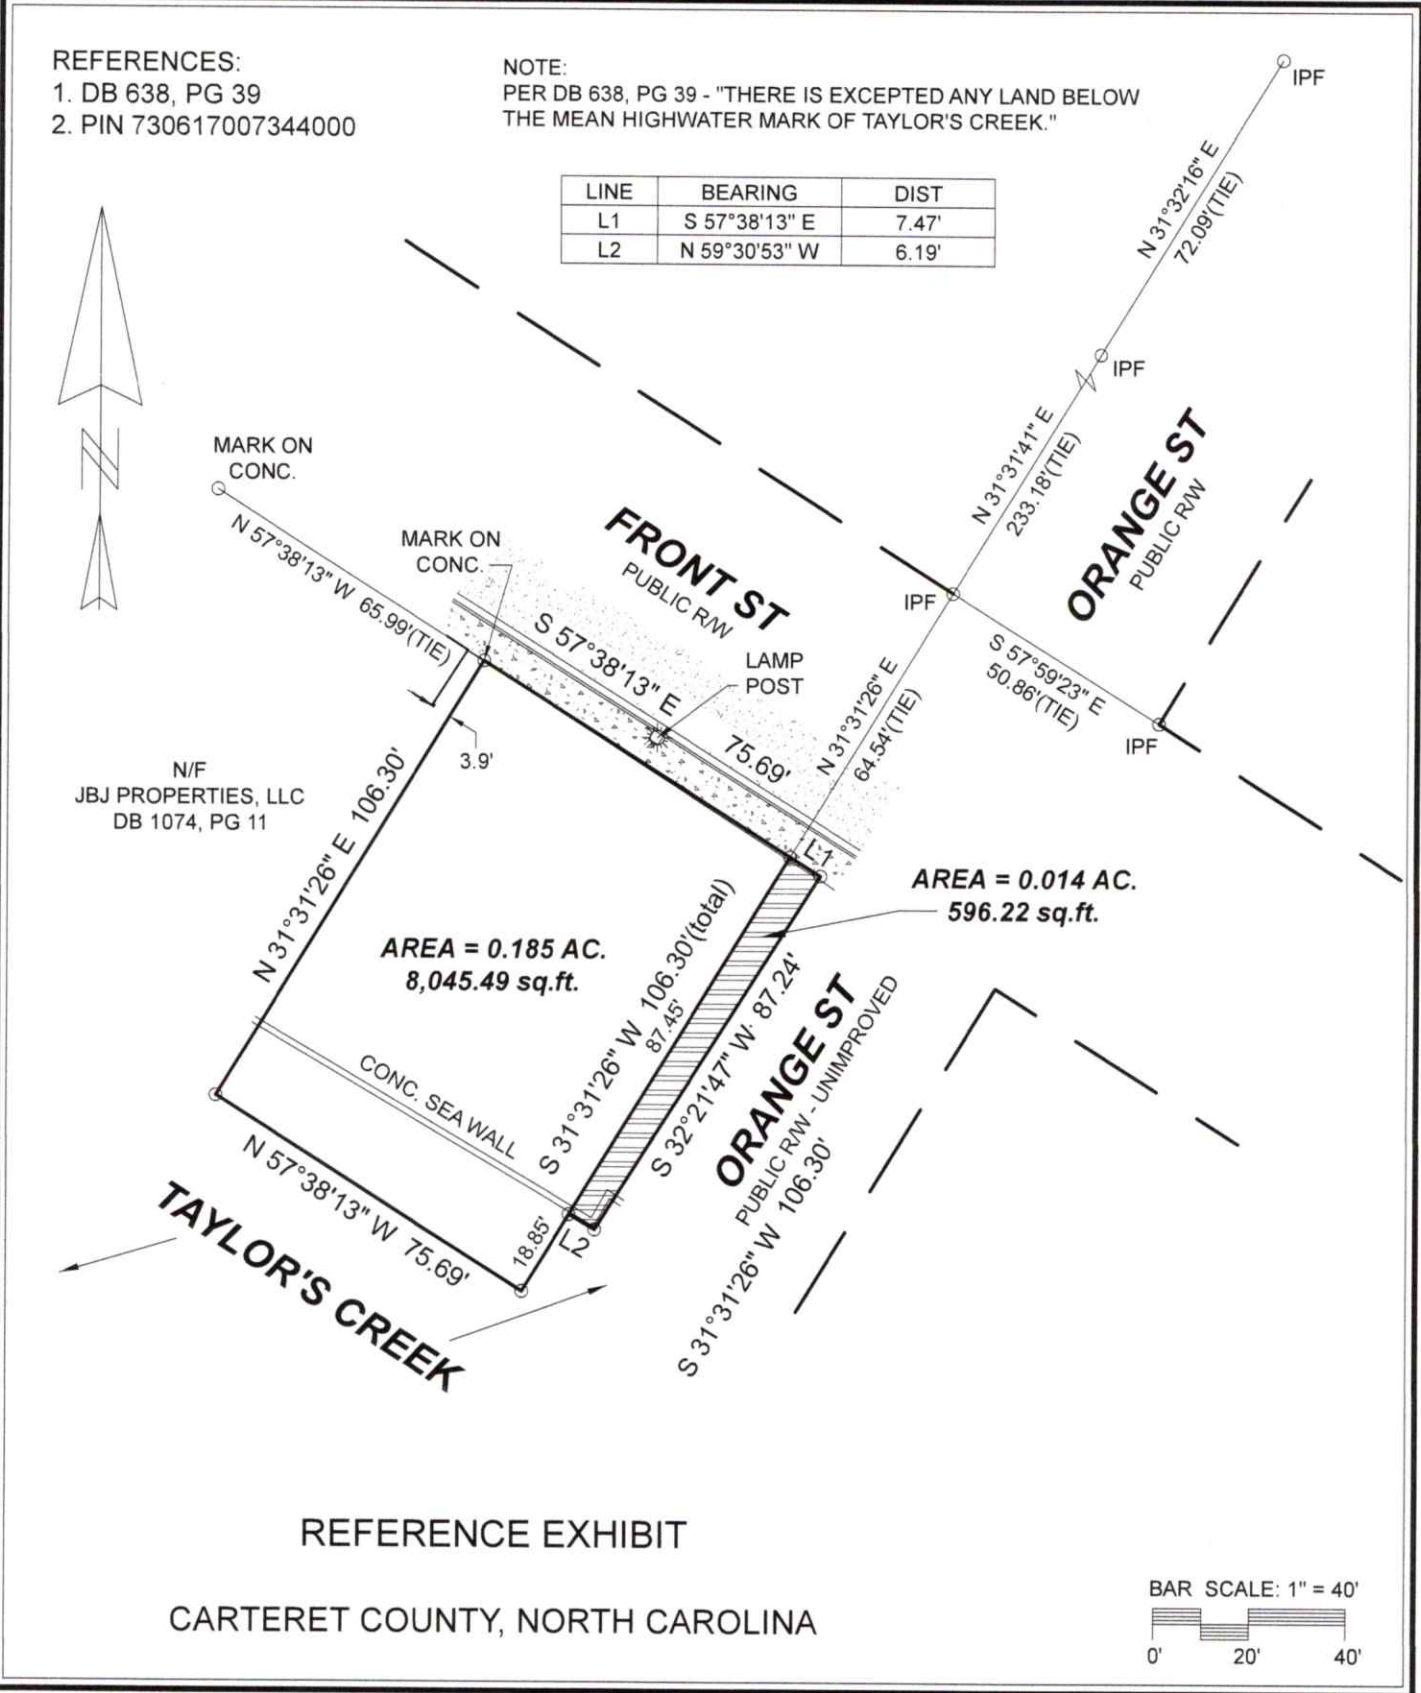 REFERENCES:
1. DB 638, PG 39
2. PIN 730617007344000
NOTE:
PER DB 638, PG 39 - "THERE IS EXCEPTED ANY LAND BELOW
THE MEAN HIGHWATER MARK OF TAYLOR'S CREEK."
LINE BEARING DIST
L1 S 57°38'13" E 7.47'
L2 N 59°30'53" W 6.19'
IPF
N 31°32'16" E
72.09'(TIE)
IPF
N 31°31'41" E
233.18'(TIE)
ORANGE ST
PUBLIC R/W
N
MARK ON
CONC.
N 57°38'13" W 65.99'(TIE)
MARK ON
CONC.
FRONT ST
PUBLIC R/W
S 57°38'13" E
75.69'
LAMP
POST
IPF
S 57°59'23" E
50.86'(TIE)
IPF
N 31°31'26" E
64.54'(TIE)
3.9'
N/F
JBJ PROPERTIES, LLC
DB 1074, PG 11
N 31°31'26" E 106.30'
L1
AREA = 0.014 AC.
596.22 sq.ft.
AREA = 0.185 AC.
8,045.49 sq.ft.
S 31°31'26" W 106.30'(total)
87.45'
S 32°21'47" W 87.24'
ORANGE ST
PUBLIC R/W - UNIMPROVED
S 31°31'26" W 106.30'
CONC. SEA WALL
N 57°38'13" W 75.69'
18.85'
L2
TAYLOR'S CREEK
REFERENCE EXHIBIT
CARTERET COUNTY, NORTH CAROLINA
BAR SCALE: 1" = 40'
0' 20' 40'